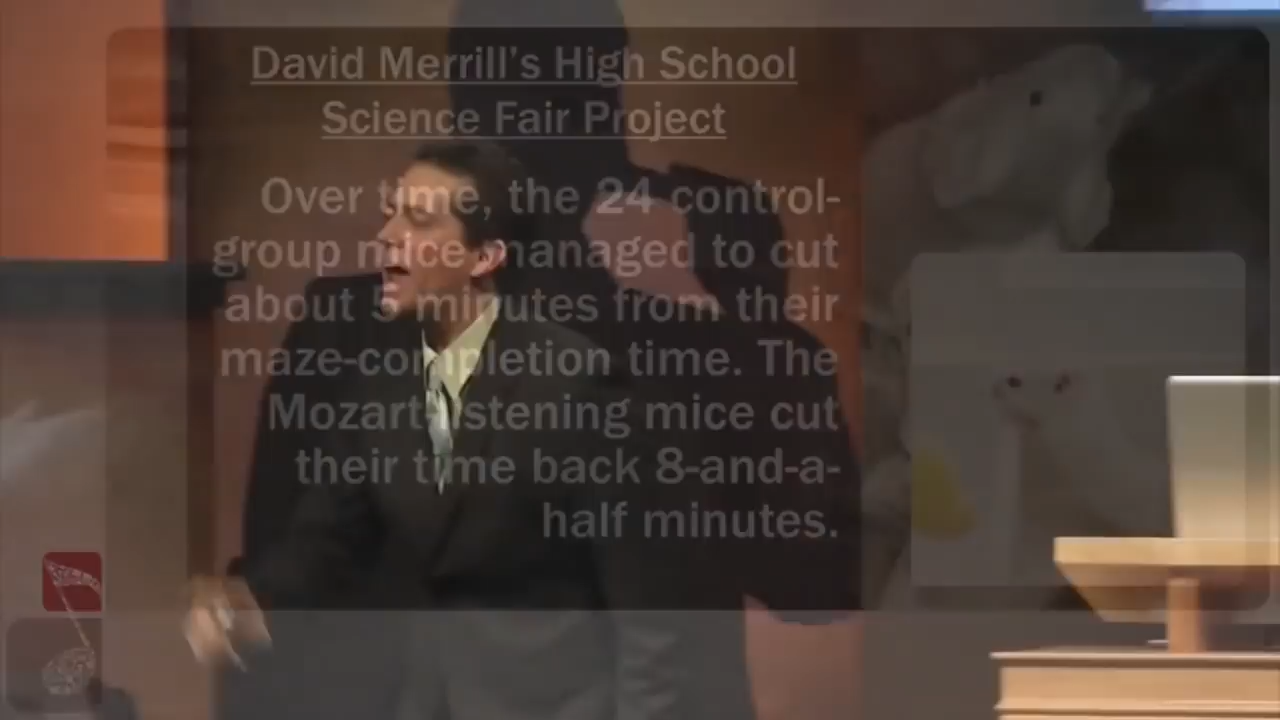 David Merrill's High School
Science Fair Project
Over time, the 24 control-
group mice managed to cut
about 5 minutes from their
maze-completion time. The
Mozart-listening mice cut
their time back 8-and-a-
half minutes.